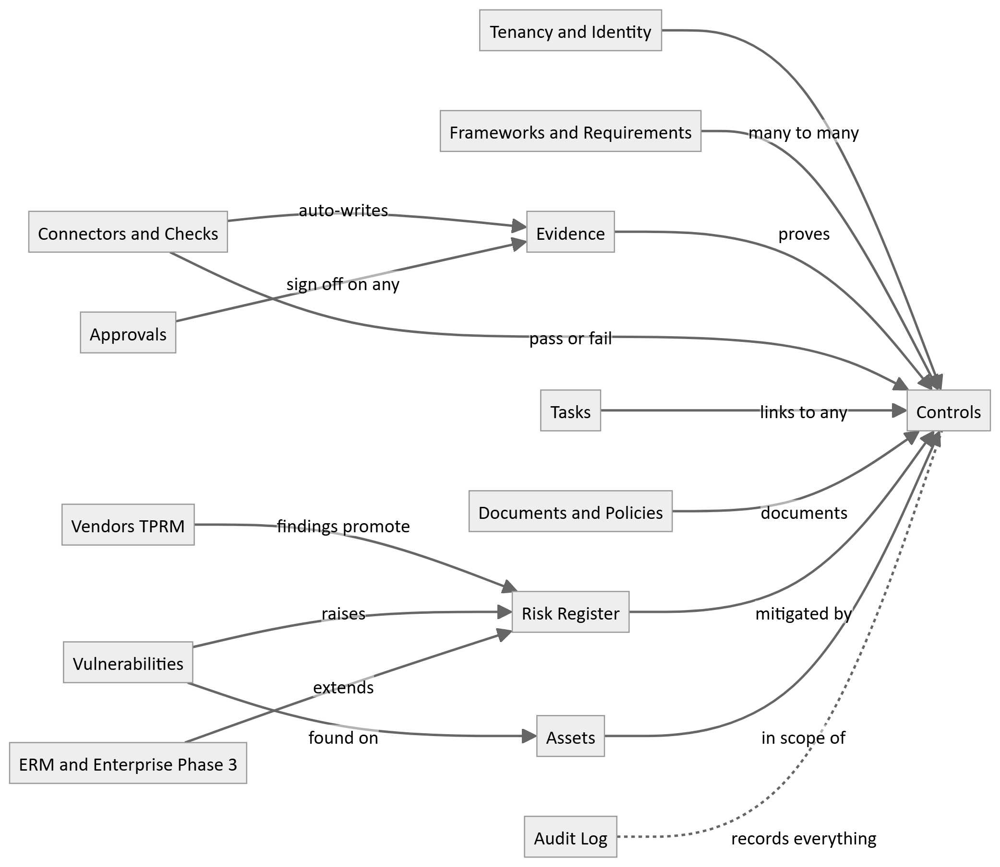 Tenancy and Identity
Frameworks and Requirements
many to many
auto-writes
Connectors and Checks
Evidence
proves
sign off on any
Approvals
pass or fail
Tasks
links to any
Controls
Documents and Policies
documents
Vendors TPRM
findings promote
raises
Risk Register
mitigated by
Vulnerabilities
extends
found on
Assets
in scope of
ERM and Enterprise Phase 3
Audit Log
records everything